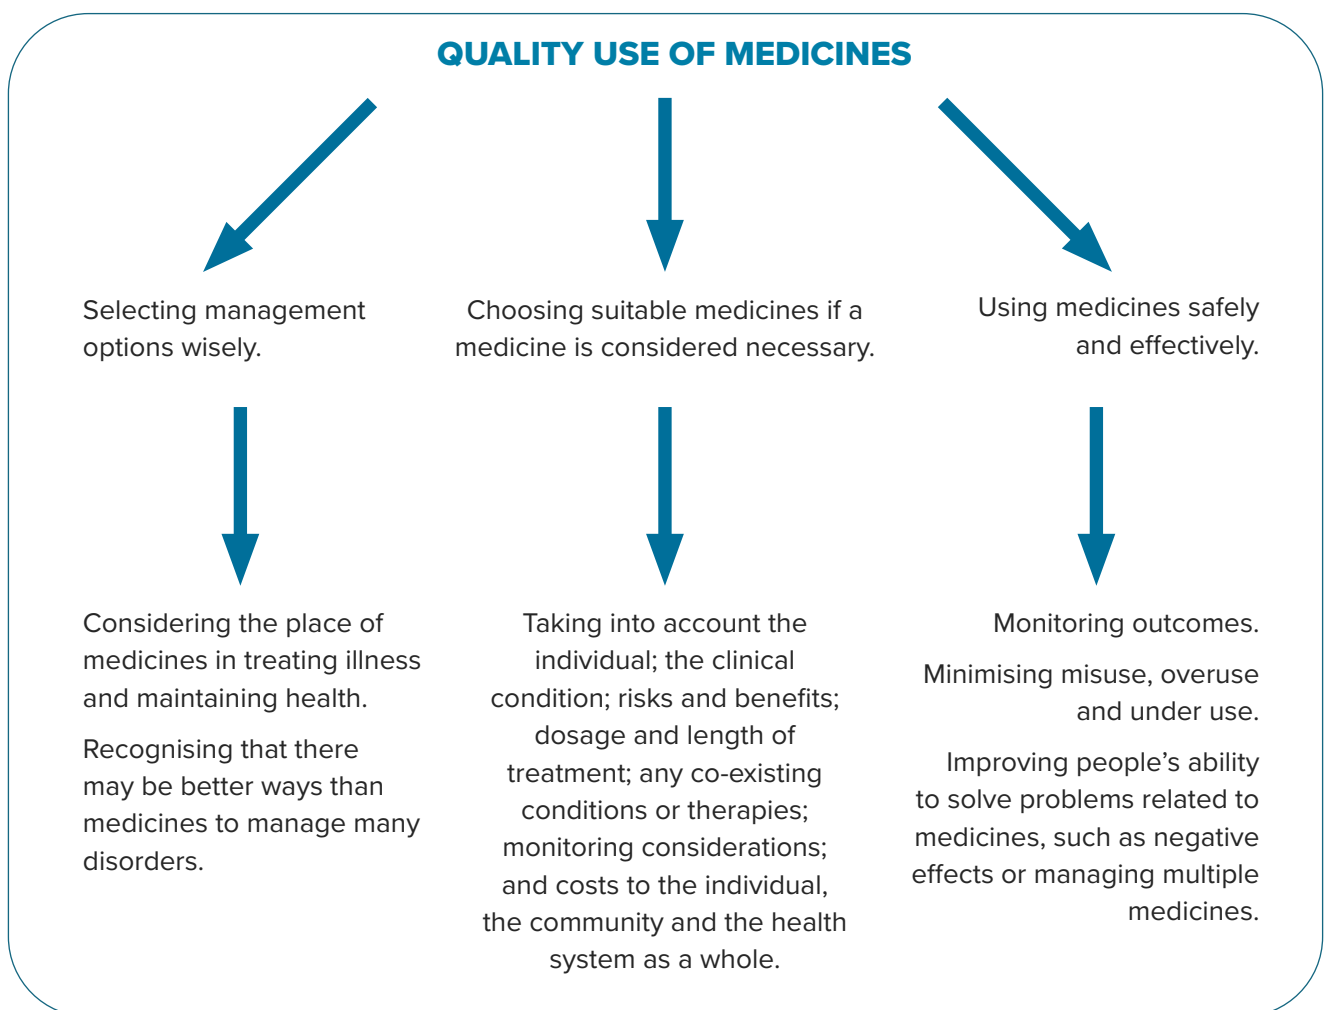 QUALITY USE OF MEDICINES
Selecting management
options wisely.
Choosing suitable medicines if a
medicine is considered necessary.
Using medicines safely
and effectively.
Considering the place of
medicines in treating illness
and maintaining health.
Recognising that there
may be better ways than
medicines to manage many
disorders.
Taking into account the
individual; the clinical
condition; risks and benefits;
dosage and length of
treatment; any co-existing
conditions or therapies;
monitoring considerations;
and costs to the individual,
the community and the health
system as a whole.
Monitoring outcomes.
Minimising misuse, overuse
and under use.
Improving people’s ability
to solve problems related to
medicines, such as negative
effects or managing multiple
medicines.